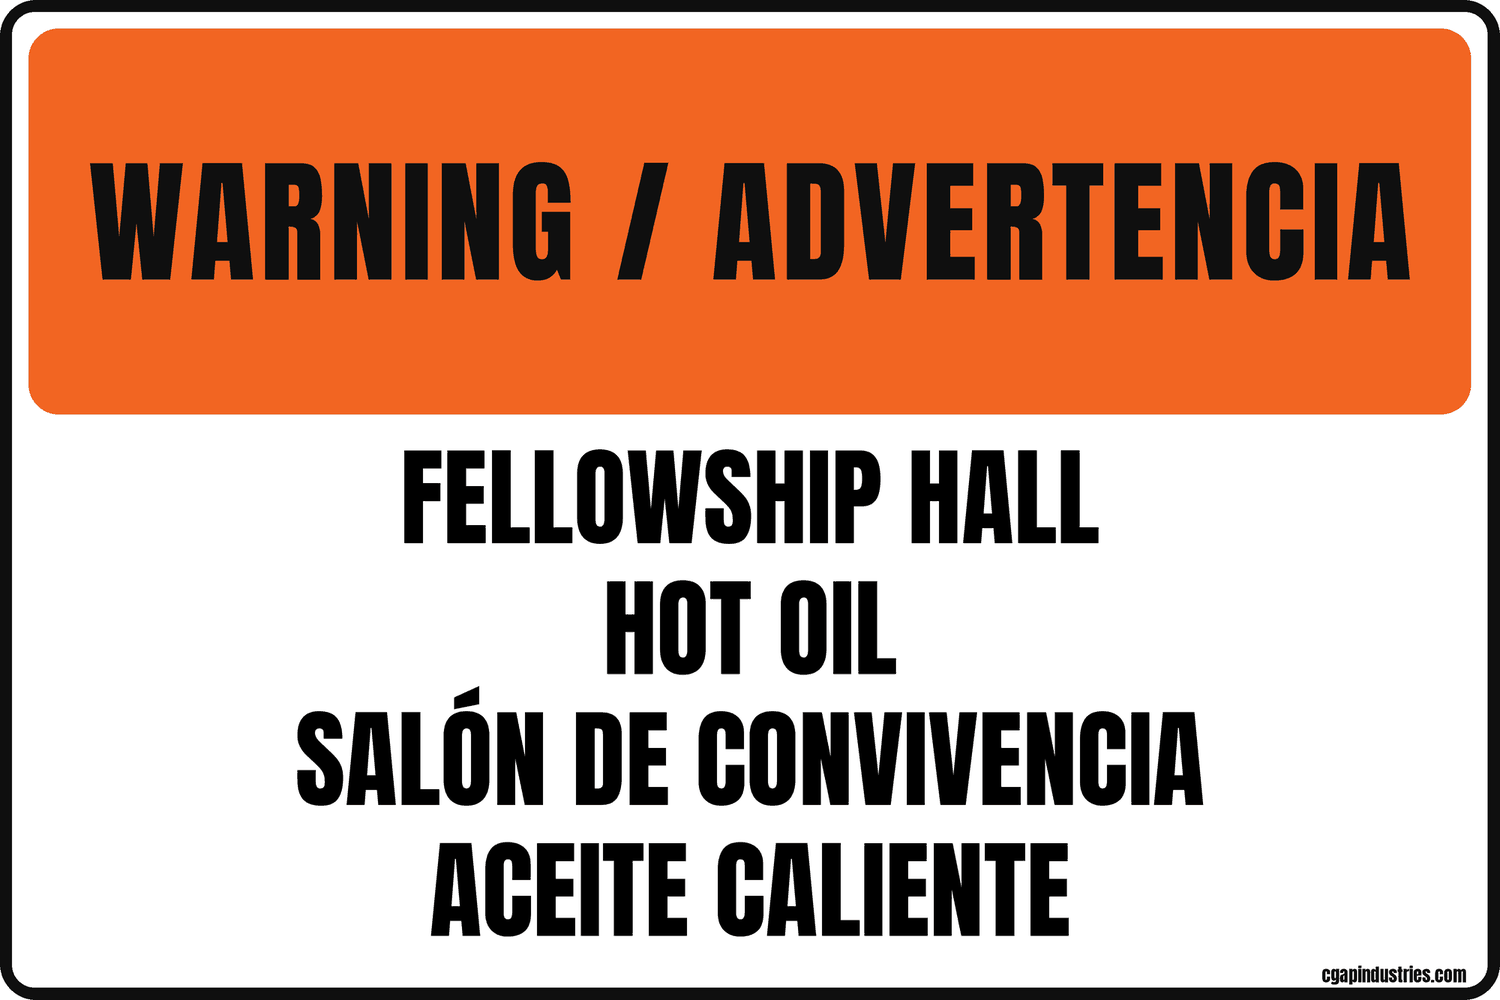 WARNING / ADVERTENCIA
FELLOWSHIP HALL
HOT OIL
SALÓN DE CONVIVENCIA
ACEITE CALIENTE
cgapindustries.com